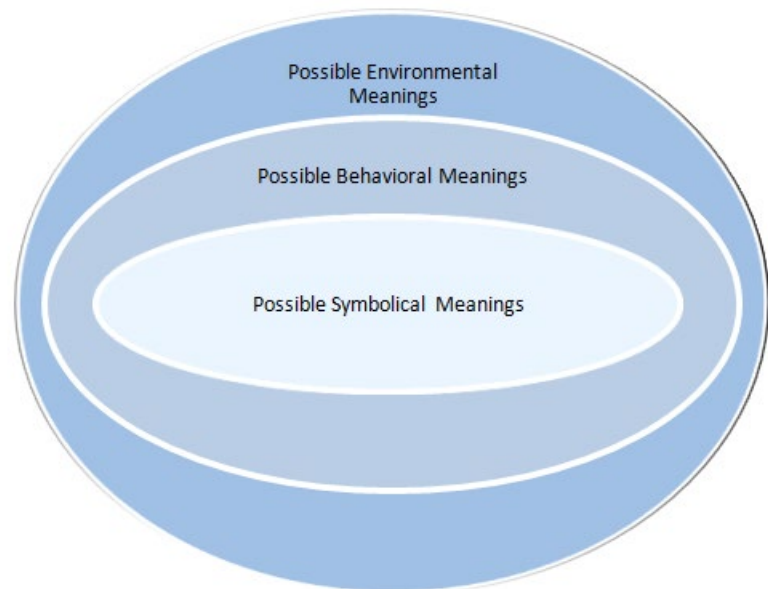 Possible Environmental
Meanings
Possible Behavioral Meanings
Possible Symbolical Meanings